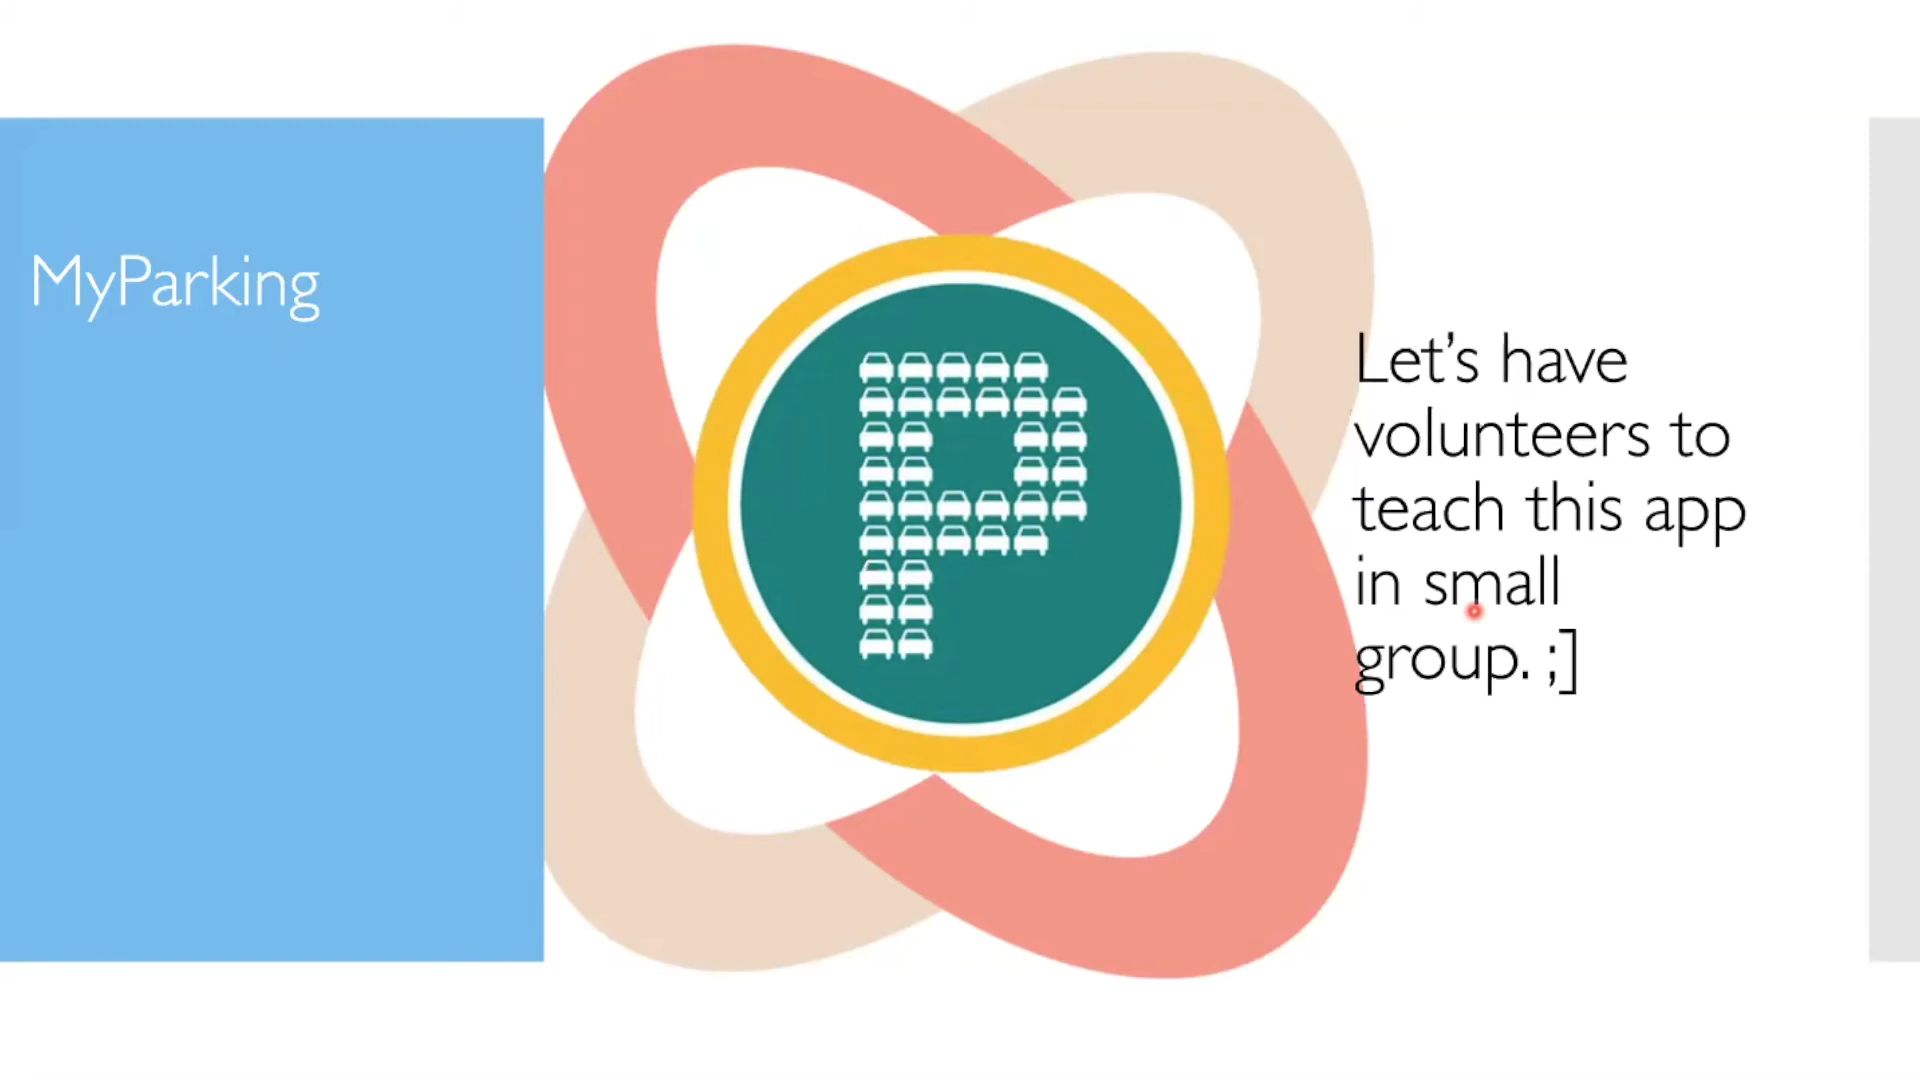 MyParking
Let’s have
volunteers to
teach this app
in small
group. ;]